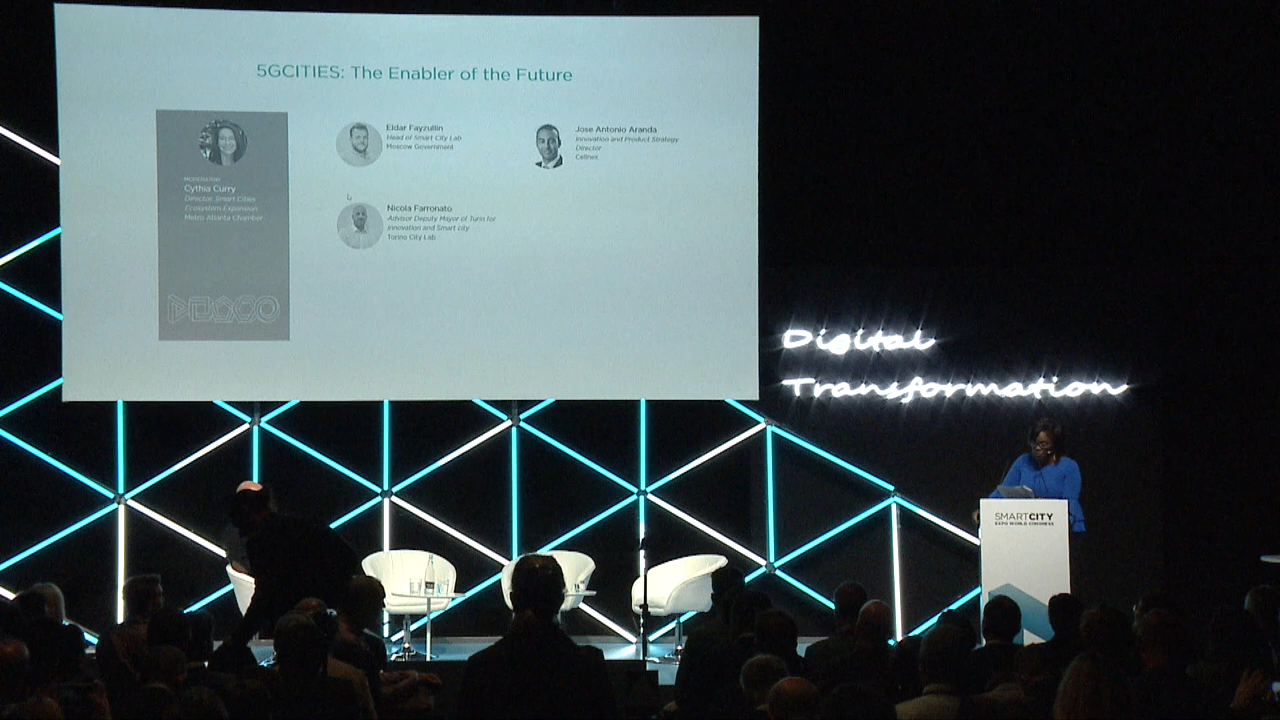 5GCITIES: The Enabler of the Future
MODERATOR:
Cythia Curry
Director, Smart Cities
Ecosystem Expansion
Metro Atlanta Chamber
Eldar Fayzullin
Head of Smart City Lab
Moscow Government
Nicola Farronato
Advisor Deputy Mayor of Turin for
innovation and Smart city
Torino City Lab
Jose Antonio Aranda
Innovation and Product Strategy
Director
Cellnex
Digital
Transformation
SMARTCITY
EXPO WORLD CONGRESS